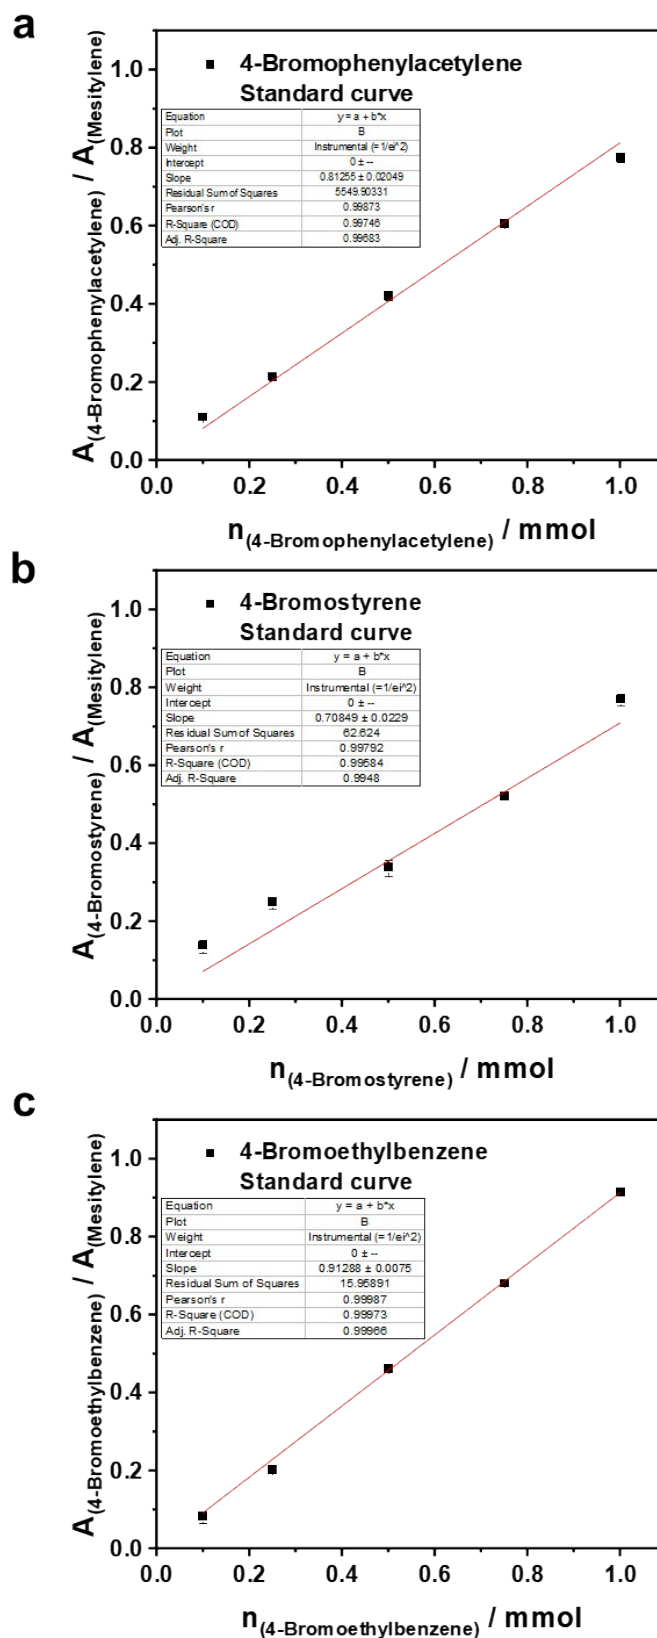 a
4-Bromophenylacetylene
Standard curve
Equation y = a + b*x
Plot B
Weight Instrumental (=1/ei^2)
Intercept 0 ± --
Slope 0.81255 ± 0.02049
Residual Sum of Squares 5549.90331
Pearson's r 0.99873
R-Square (COD) 0.99746
Adj. R-Square 0.99683
A(4-Bromophenylacetylene) / A(Mesitylene)
1.0
0.8
0.6
0.4
0.2
0.0
0.0 0.2 0.4 0.6 0.8 1.0
n(4-Bromophenylacetylene) / mmol
b
4-Bromostyrene
Standard curve
Equation y = a + b*x
Plot B
Weight Instrumental (=1/ei^2)
Intercept 0 ± --
Slope 0.70849 ± 0.0229
Residual Sum of Squares 62.624
Pearson's r 0.99792
R-Square (COD) 0.99584
Adj. R-Square 0.9948
A(4-Bromostyrene) / A(Mesitylene)
1.0
0.8
0.6
0.4
0.2
0.0
0.0 0.2 0.4 0.6 0.8 1.0
n(4-Bromostyrene) / mmol
c
4-Bromoethylbenzene
Standard curve
Equation y = a + b*x
Plot B
Weight Instrumental (=1/ei^2)
Intercept 0 ± --
Slope 0.91288 ± 0.0075
Residual Sum of Squares 15.95891
Pearson's r 0.99987
R-Square (COD) 0.99973
Adj. R-Square 0.99966
A(4-Bromoethylbenzene) / A(Mesitylene)
1.0
0.8
0.6
0.4
0.2
0.0
0.0 0.2 0.4 0.6 0.8 1.0
n(4-Bromoethylbenzene) / mmol